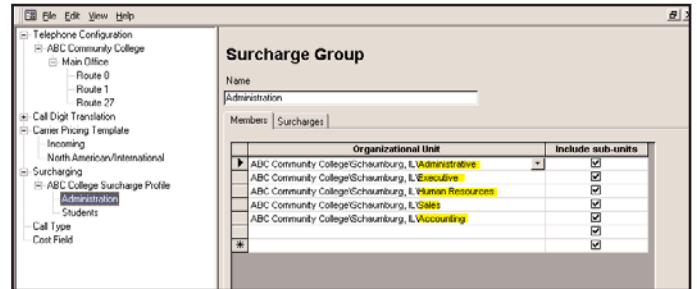 File Edit View Help
Telephone Configuration
ABC Community College
Main Office
Route 0
Route 1
Route 27
Call Digit Translation
Carrier Pricing Template
Incoming
North American/International
Surcharging
ABC College Surcharge Profile
Administration
Students
Call Type
Cost Field
Surcharge Group
Name
Administration
Members Surcharges
Organizational Unit Include sub-units
ABC Community College\Schaumburg, IL\Administrative
ABC Community College\Schaumburg, IL\Executive
ABC Community College\Schaumburg, IL\Human Resources
ABC Community College\Schaumburg, IL\Sales
ABC Community College\Schaumburg, IL\Accounting